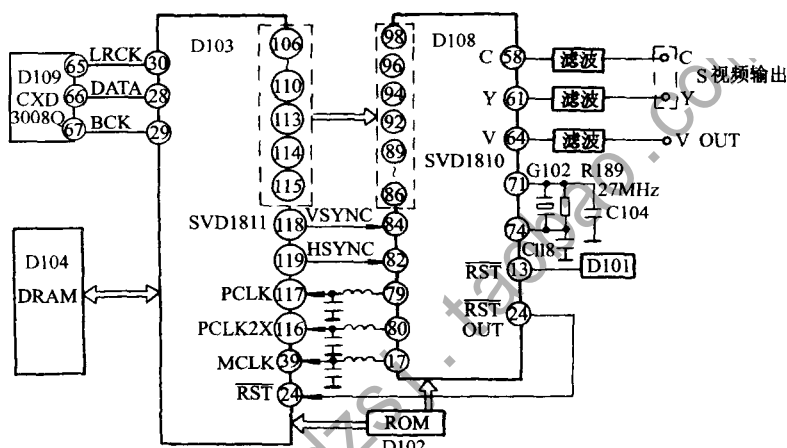 D109
CXD
3008Q
65
66
67
LRCK
DATA
BCK
30
28
29
D103
SVD1811
106
110
113
114
115
118
119
117
116
39
24
VSYNC
HSYNC
PCLK
PCLK2X
MCLK
RST
D104
DRAM
98
96
94
92
89
~
86
84
82
79
80
17
D108
SVD1810
C
58
滤波
C
Y
61
滤波
Y
S视频输出
V
64
滤波
V OUT
71
G102
R189
27MHz
C104
74
C118
RST
13
D101
24
RST
OUT
ROM
D102
taobao.com